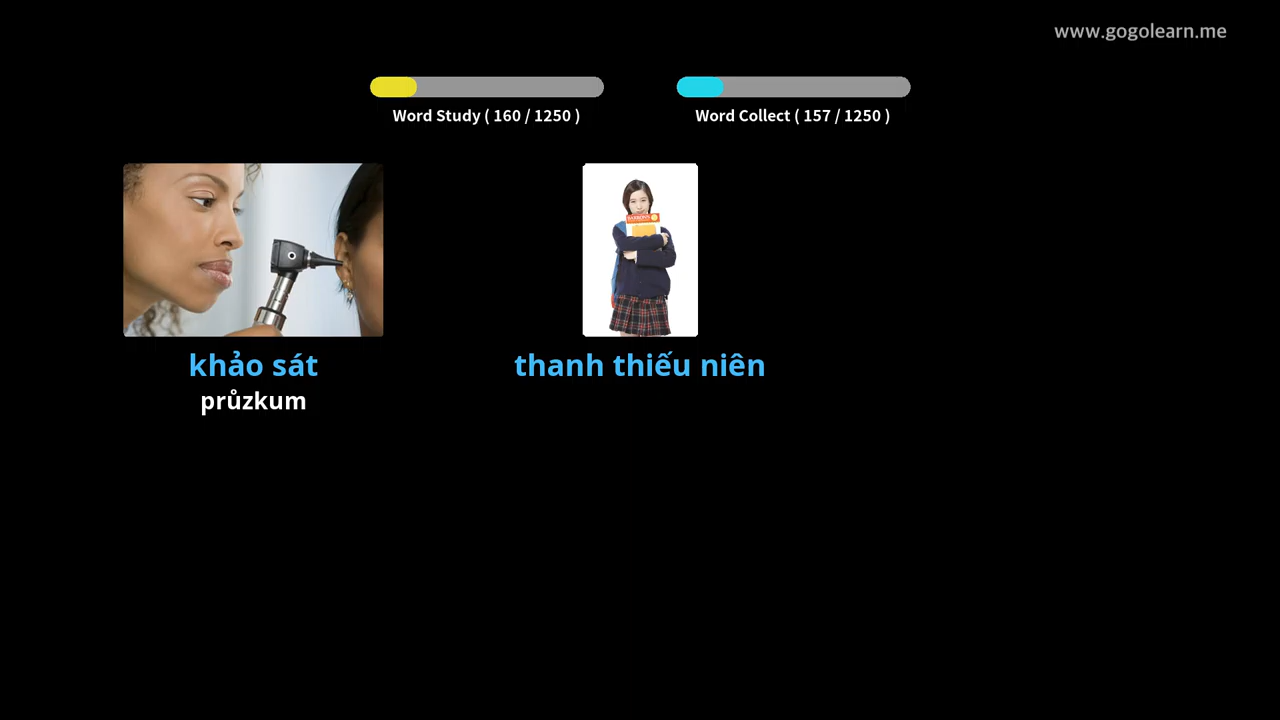 www.gogolearn.me
Word Study ( 160 / 1250 )
Word Collect ( 157 / 1250 )
khảo sát
průzkum
thanh thiếu niên